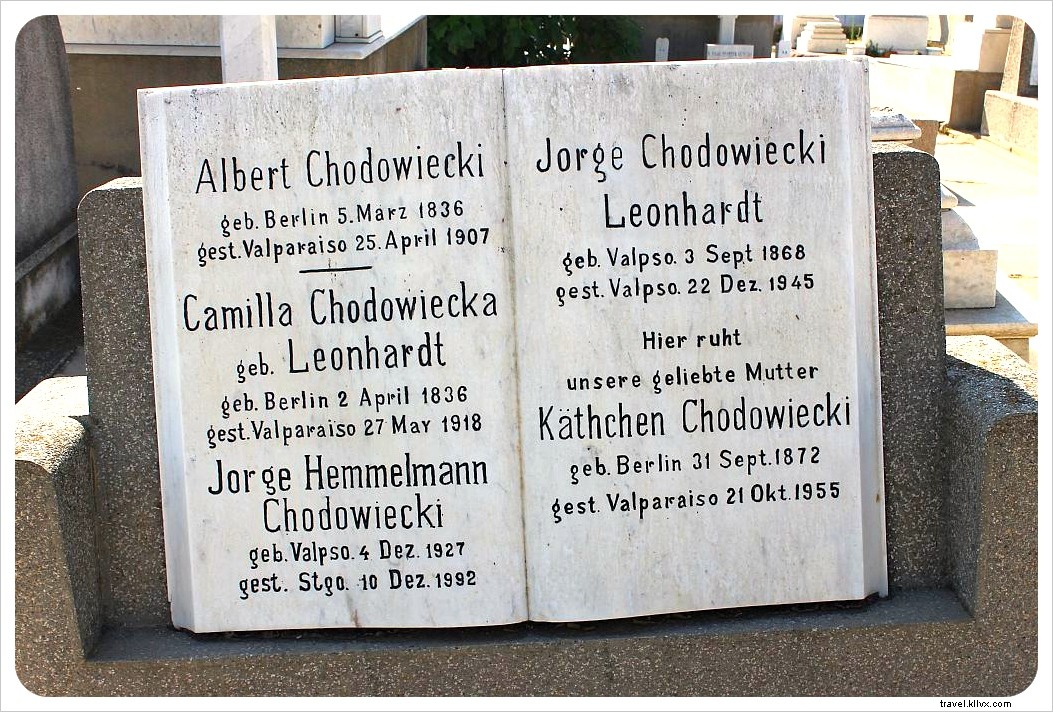 Albert Chodowiecki
geb. Berlin 5. März 1836
gest. Valparaiso 25. April 1907
Camilla Chodowiecka
geb. Leonhardt
geb. Berlin 2 April 1836
gest. Valparaiso 27 May 1918
Jorge Hemmelmann
Chodowiecki
geb. Valpso. 4 Dez. 1927
gest. Stgo. 10 Dez. 1992
Jorge Chodowiecki
Leonhardt
geb. Valpso. 3 Sept 1868
gest. Valpso. 22 Dez. 1945
Hier ruht
unsere geliebte Mutter
Käthchen Chodowiecki
geb. Berlin 31 Sept. 1872
gest. Valparaiso 21 Okt. 1955
travel.kllvx.com